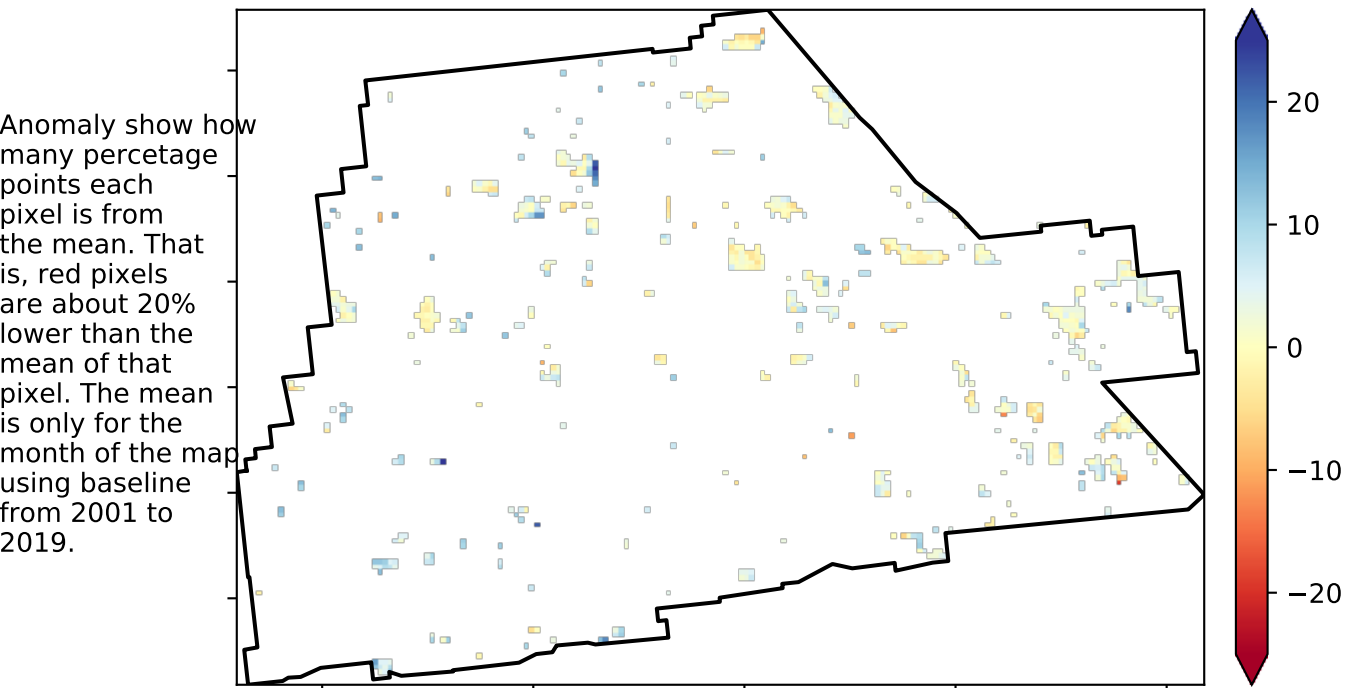 Anomaly show how
many percetage
points each
pixel is from
the mean. That
is, red pixels
are about 20%
lower than the
mean of that
pixel. The mean
is only for the
month of the map,
using baseline
from 2001 to
2019.
20
10
0
−10
−20